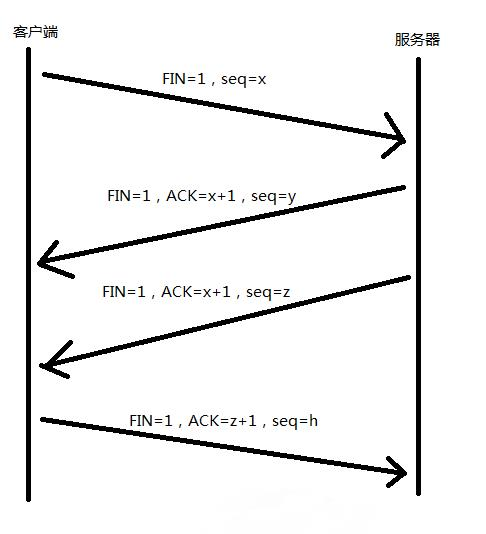 客户端
服务器
FIN=1，seq=x
FIN=1，ACK=x+1，seq=y
FIN=1，ACK=x+1，seq=z
FIN=1，ACK=z+1，seq=h